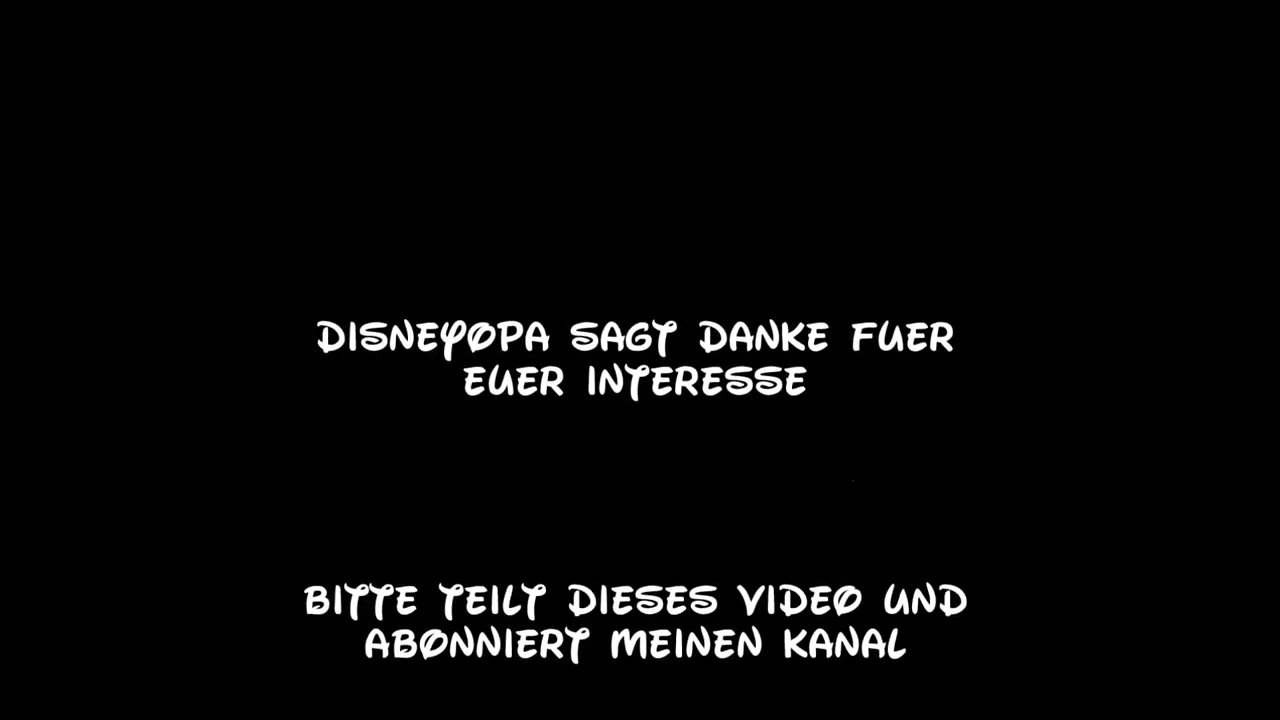 DISNEYOPA SAGT DANKE FUER
EUER INTERESSE
BITTE TEILT DIESES VIDEO UND
ABONNIERT MEINEN KANAL